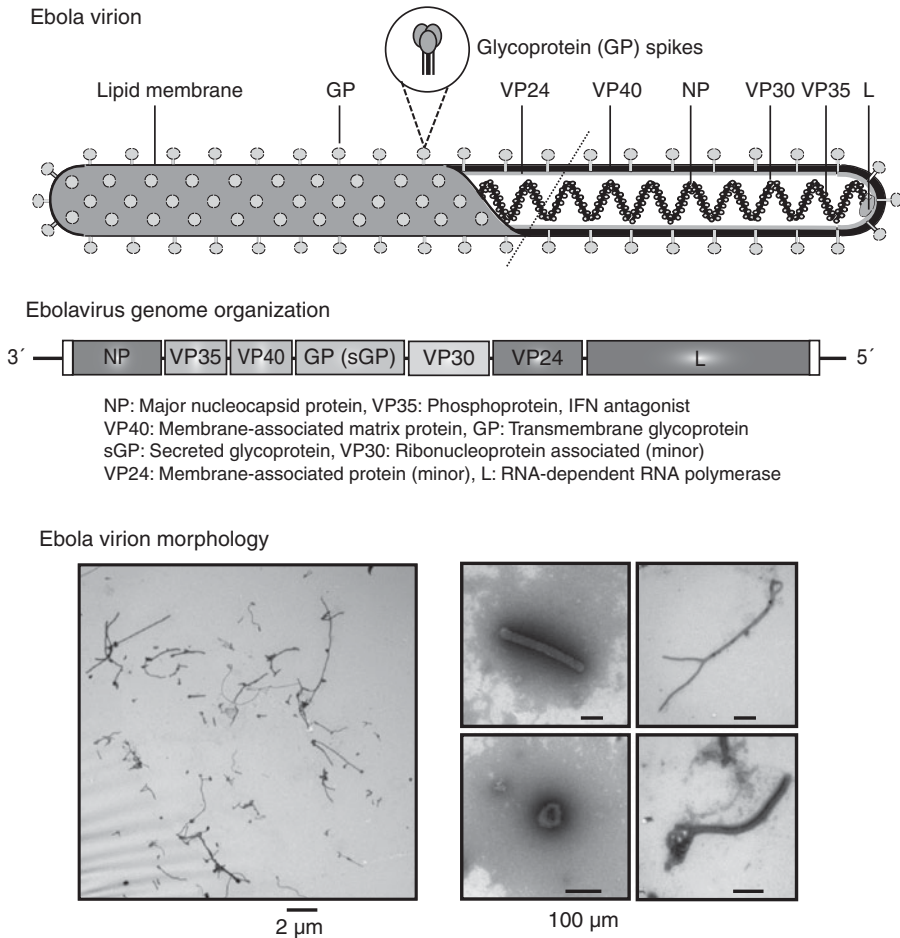 Ebola virion
Glycoprotein (GP) spikes
Lipid membrane GP VP24 VP40 NP VP30 VP35 L
Ebolavirus genome organization
3´ NP VP35 VP40 GP (sGP) VP30 VP24 L 5´
NP: Major nucleocapsid protein, VP35: Phosphoprotein, IFN antagonist
VP40: Membrane-associated matrix protein, GP: Transmembrane glycoprotein
sGP: Secreted glycoprotein, VP30: Ribonucleoprotein associated (minor)
VP24: Membrane-associated protein (minor), L: RNA-dependent RNA polymerase
Ebola virion morphology
2 µm
100 µm